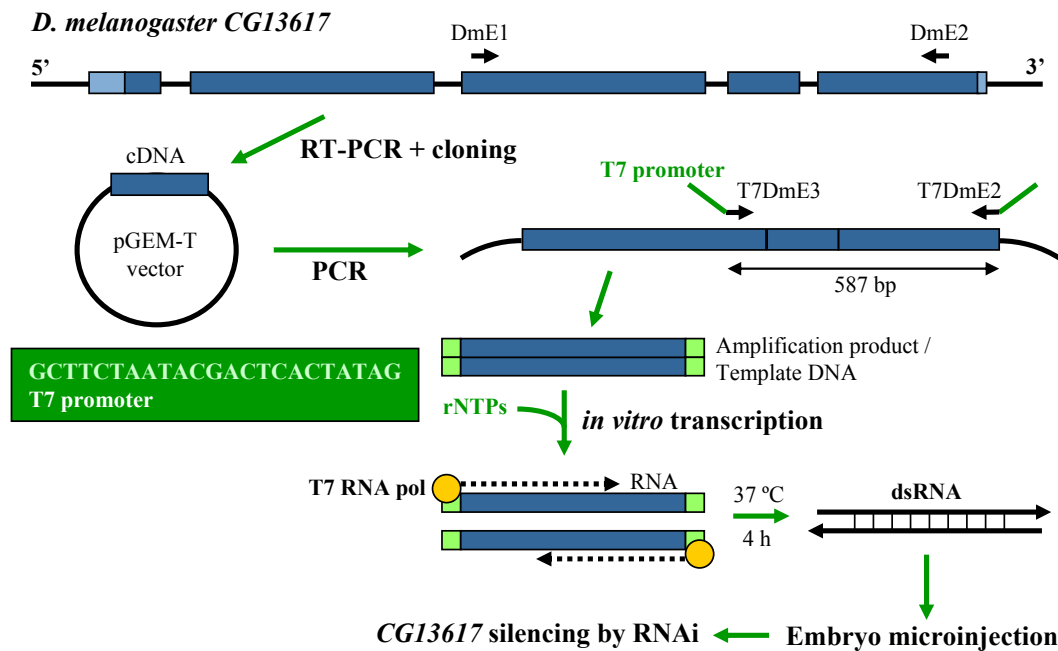 D. melanogaster CG13617
DmE1
DmE2
5’
3’
RT-PCR + cloning
cDNA
T7 promoter
T7DmE3
T7DmE2
pGEM-T
vector
PCR
587 bp
GCTTCTAATACGACTCACTATAG
T7 promoter
Amplification product /
Template DNA
rNTPs
in vitro transcription
T7 RNA pol
RNA
37 ºC
4 h
dsRNA
CG13617 silencing by RNAi
Embryo microinjection